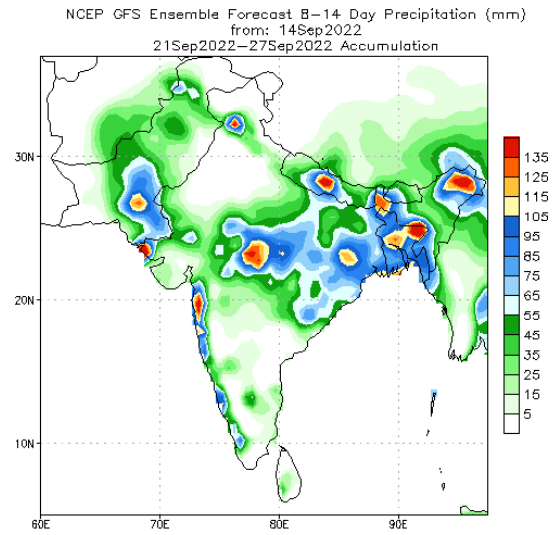 NCEP GFS Ensemble Forecast 8-14 Day Precipitation (mm)
from: 14Sep2022
21Sep2022-27Sep2022 Accumulation
30N
20N
10N
60E
70E
80E
90E
135
125
115
105
95
85
75
65
55
45
35
25
15
5